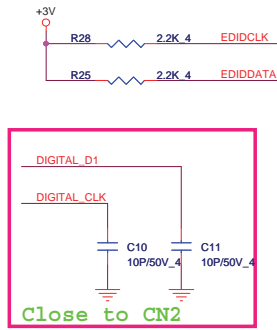 +3V
R28 2.2K_4 EDIDCLK
R25 2.2K_4 EDIDDATA
DIGITAL_D1
DIGITAL_CLK
C10 C11
10P/50V_4 10P/50V_4
Close to CN2